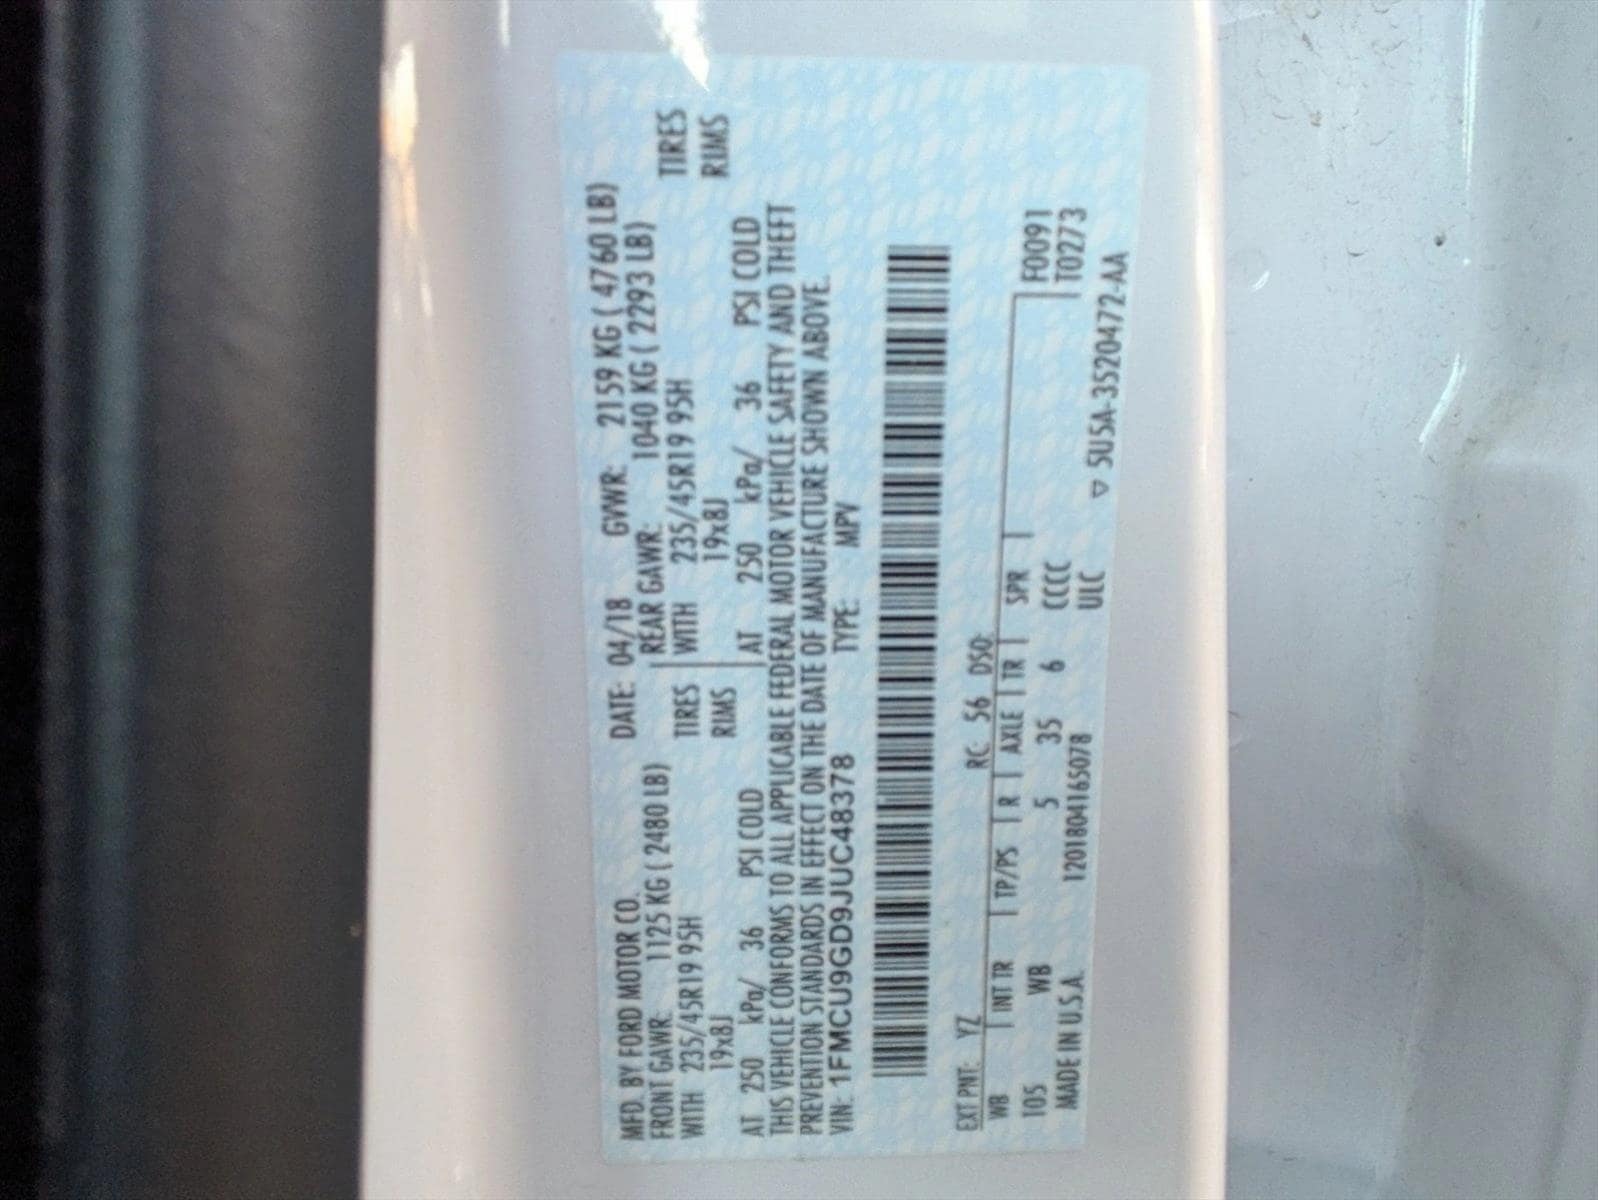 MFD. BY FORD MOTOR CO. DATE: 04/18 GVWR: 2159 KG ( 4760 LB)
FRONT GAWR: 1125 KG ( 2480 LB) REAR GAWR: 1040 KG ( 2293 LB)
WITH 235/45R19 95H TIRES WITH 235/45R19 95H TIRES
19x8J RIMS 19x8J RIMS
AT 250 kPa/ 36 PSI COLD AT 250 kPa/ 36 PSI COLD
THIS VEHICLE CONFORMS TO ALL APPLICABLE FEDERAL MOTOR VEHICLE SAFETY AND THEFT
PREVENTION STANDARDS IN EFFECT ON THE DATE OF MANUFACTURE SHOWN ABOVE.
VIN: 1FMCU9GD9JUC48378 TYPE: MPV
EXT PNT: YZ RC: 56 DSO:
WB INT TR TP/PS R AXLE TR SPR F0091
105 WB 5 35 6 CCCC T0273
MADE IN U.S.A. 1201804165078 ULC ▽ 5U5A-3520472-AA